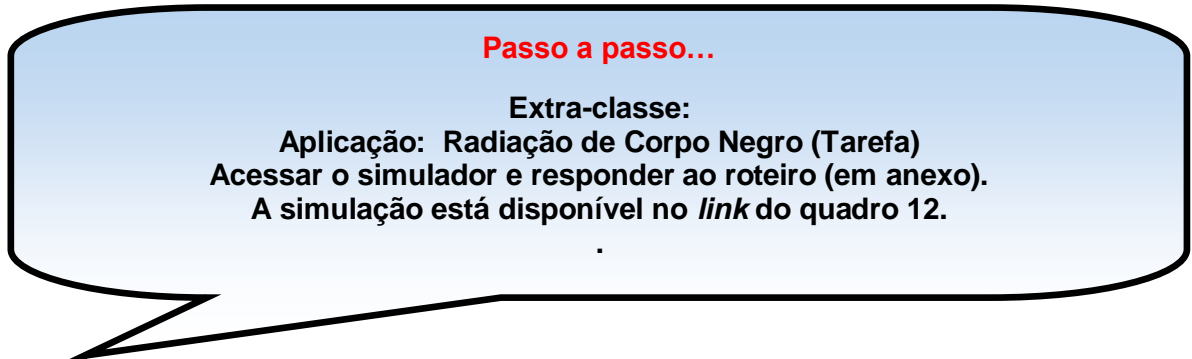 Passo a passo…
Extra-classe:
Aplicação:  Radiação de Corpo Negro (Tarefa)
Acessar o simulador e responder ao roteiro (em anexo).
A simulação está disponível no link do quadro 12.
.